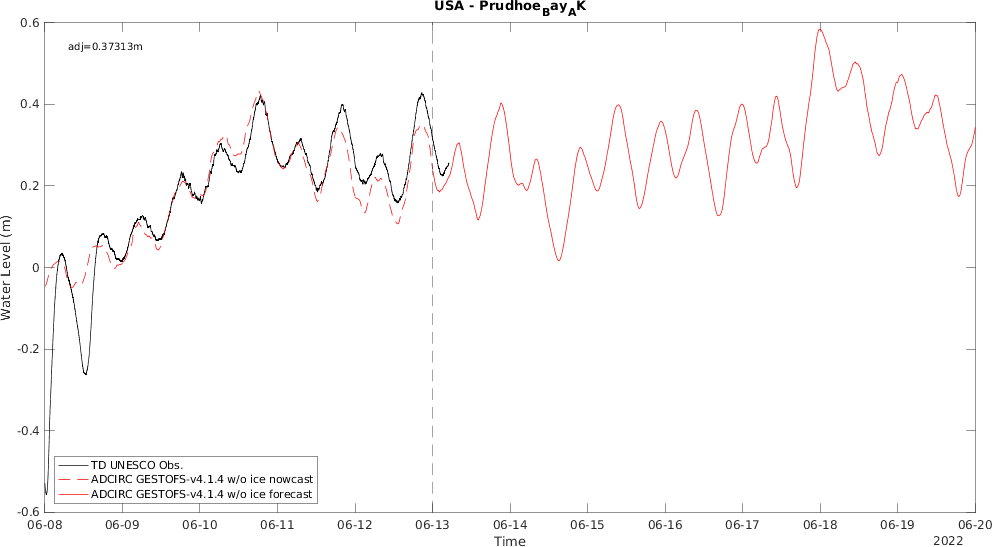 USA - PrudhoeBayAK
adj=0.37313m
0.6
0.4
0.2
0
-0.2
-0.4
-0.6
Water Level (m)
TD UNESCO Obs.
ADCIRC GESTOFS-v4.1.4 w/o ice nowcast
ADCIRC GESTOFS-v4.1.4 w/o ice forecast
06-08 06-09 06-10 06-11 06-12 06-13 06-14 06-15 06-16 06-17 06-18 06-19 06-20
Time
2022